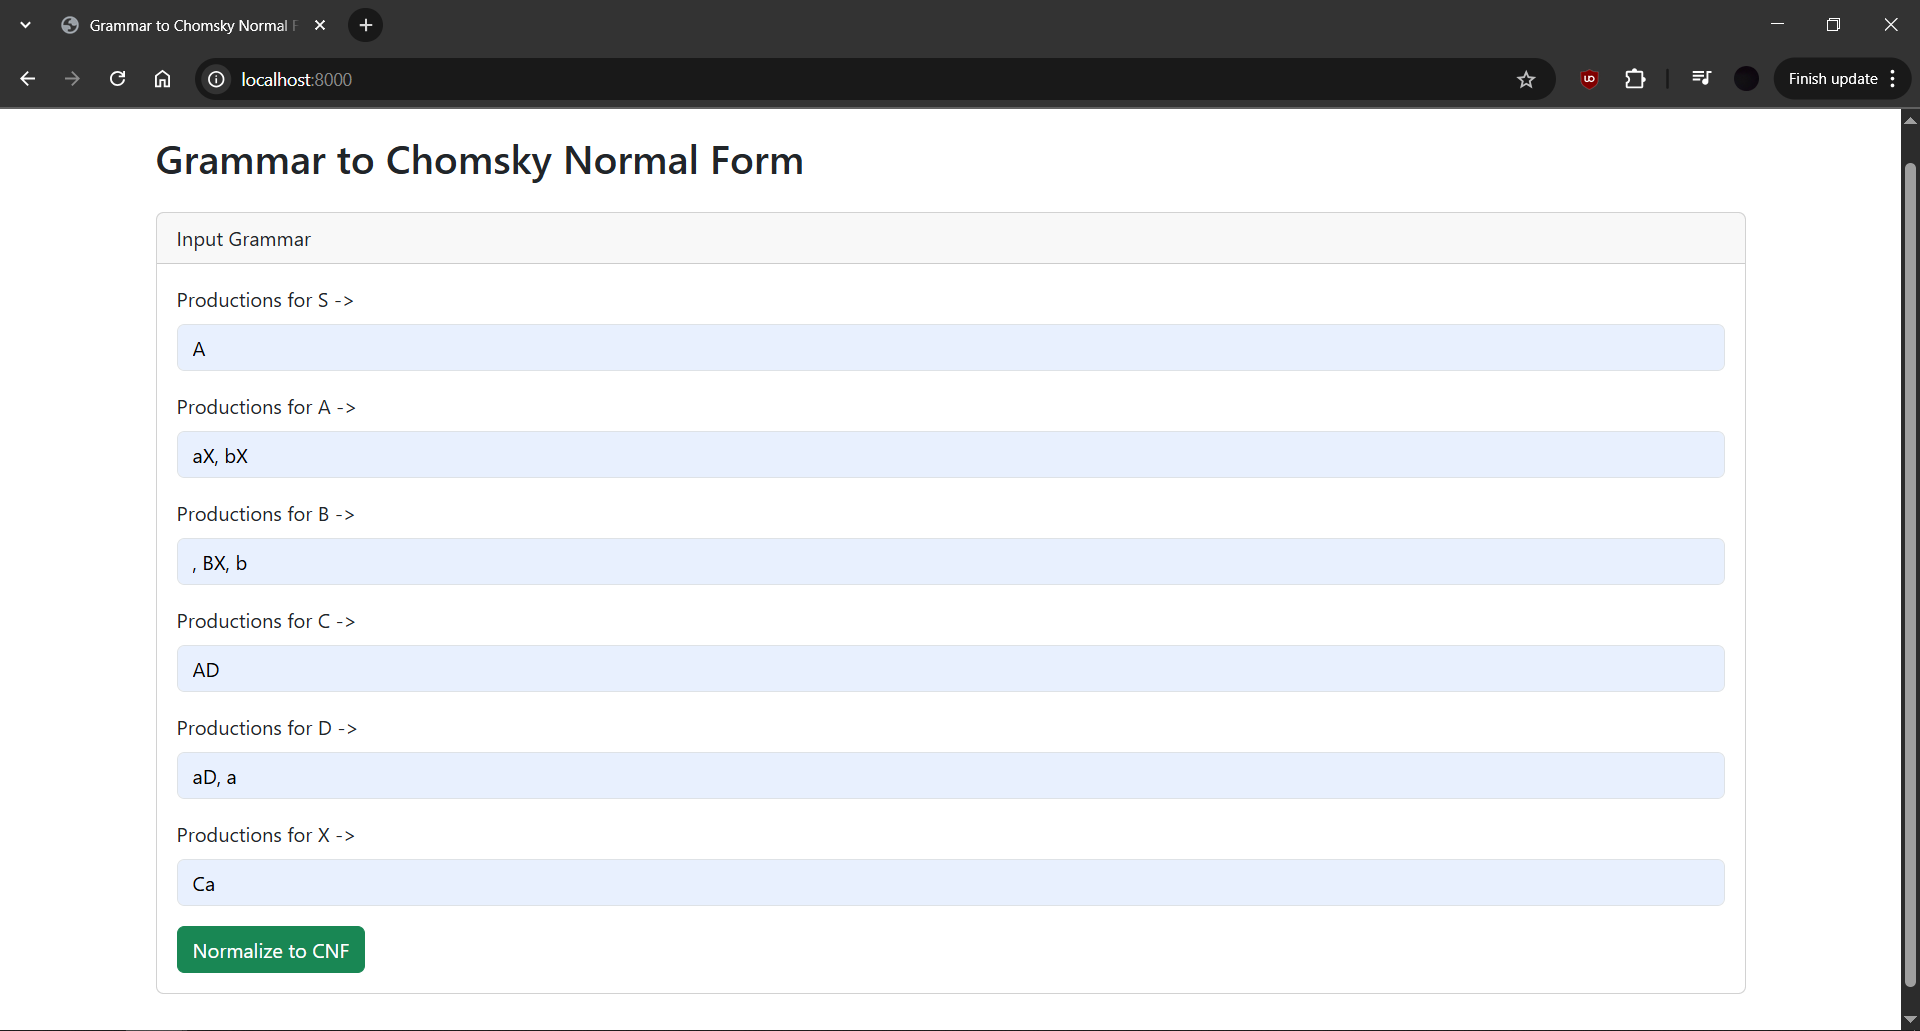 Grammar to Chomsky Normal F
localhost:8000
Finish update
Grammar to Chomsky Normal Form
Input Grammar
Productions for S ->
A
Productions for A ->
aX, bX
Productions for B ->
, BX, b
Productions for C ->
AD
Productions for D ->
aD, a
Productions for X ->
Ca
Normalize to CNF